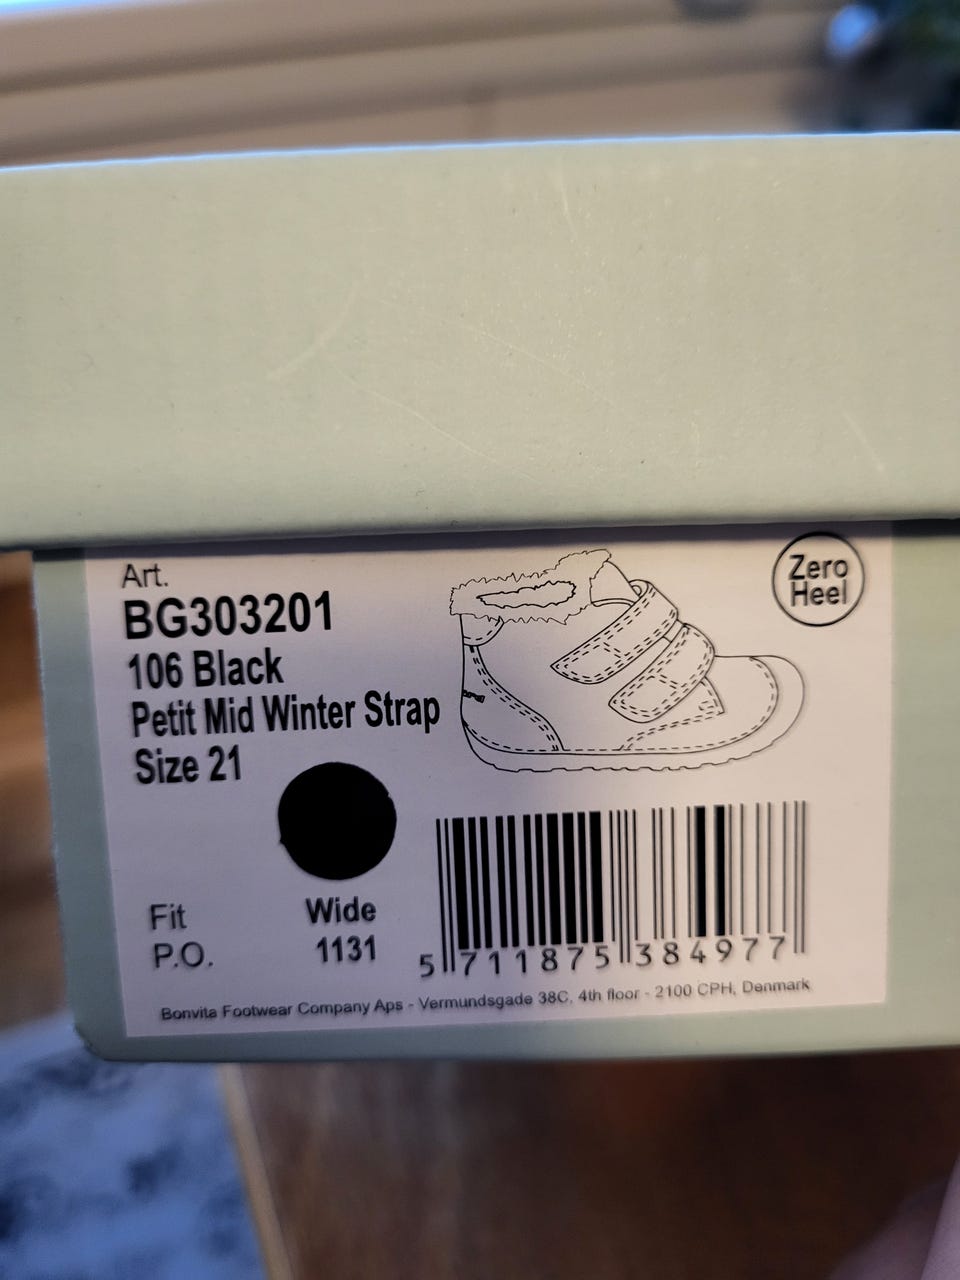 Art.
BG303201
106 Black
Petit Mid Winter Strap
Size 21
Zero
Heel
Fit Wide
P.O. 1131
5 711875 384977
Bonvita Footwear Company Aps - Vermundsgade 38C, 4th floor - 2100 CPH, Denmark